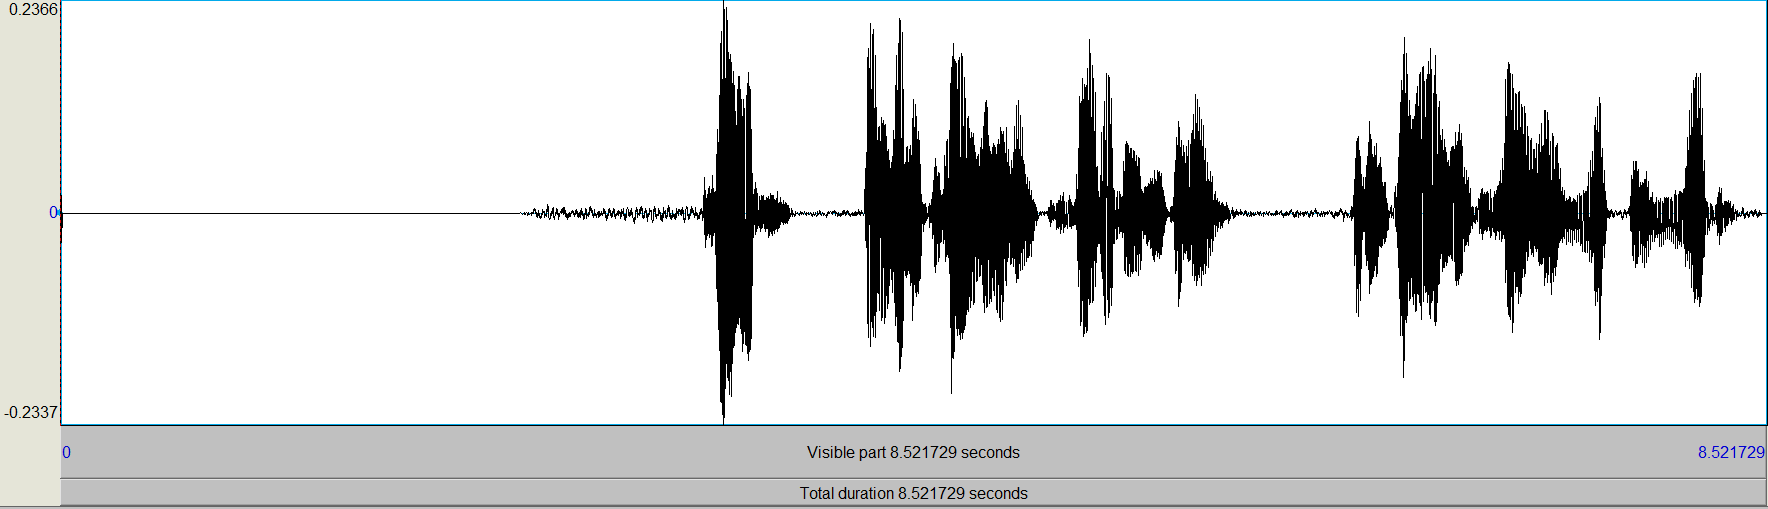 0.2366
0
-0.2337
0 Visible part 8.521729 seconds 8.521729
Total duration 8.521729 seconds